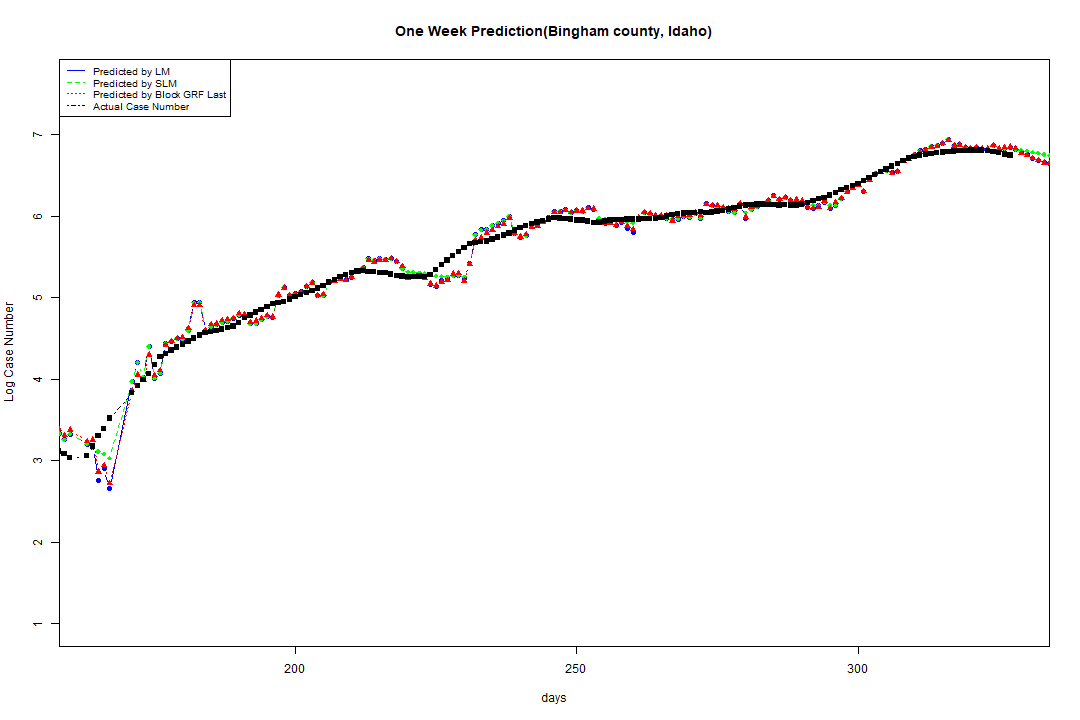 One Week Prediction(Bingham county, Idaho)
Predicted by LM
Predicted by SLM
Predicted by Block GRF Last
Actual Case Number
7
6
5
4
3
2
1
Log Case Number
200 250 300
days